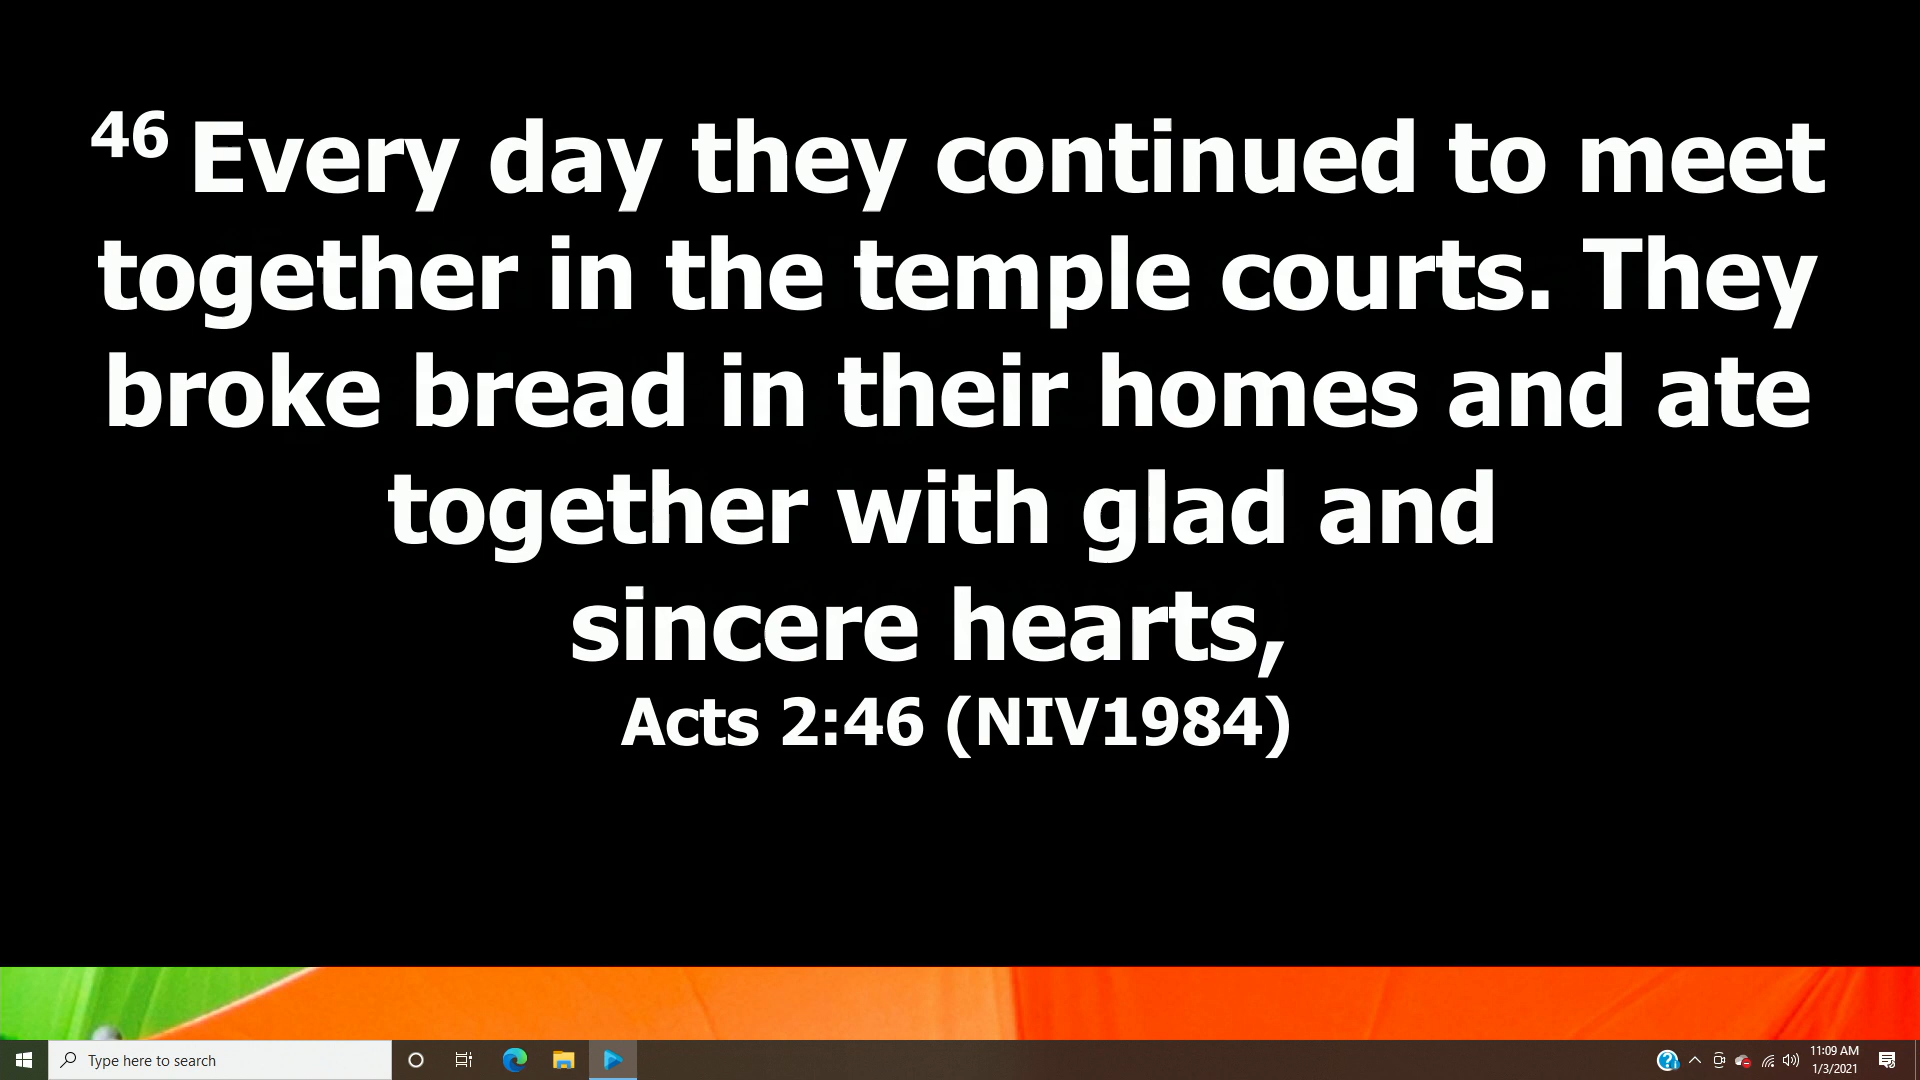 46 Every day they continued to meet
together in the temple courts. They
broke bread in their homes and ate
together with glad and
sincere hearts,
Acts 2:46 (NIV1984)
Type here to search
11:09 AM
1/3/2021